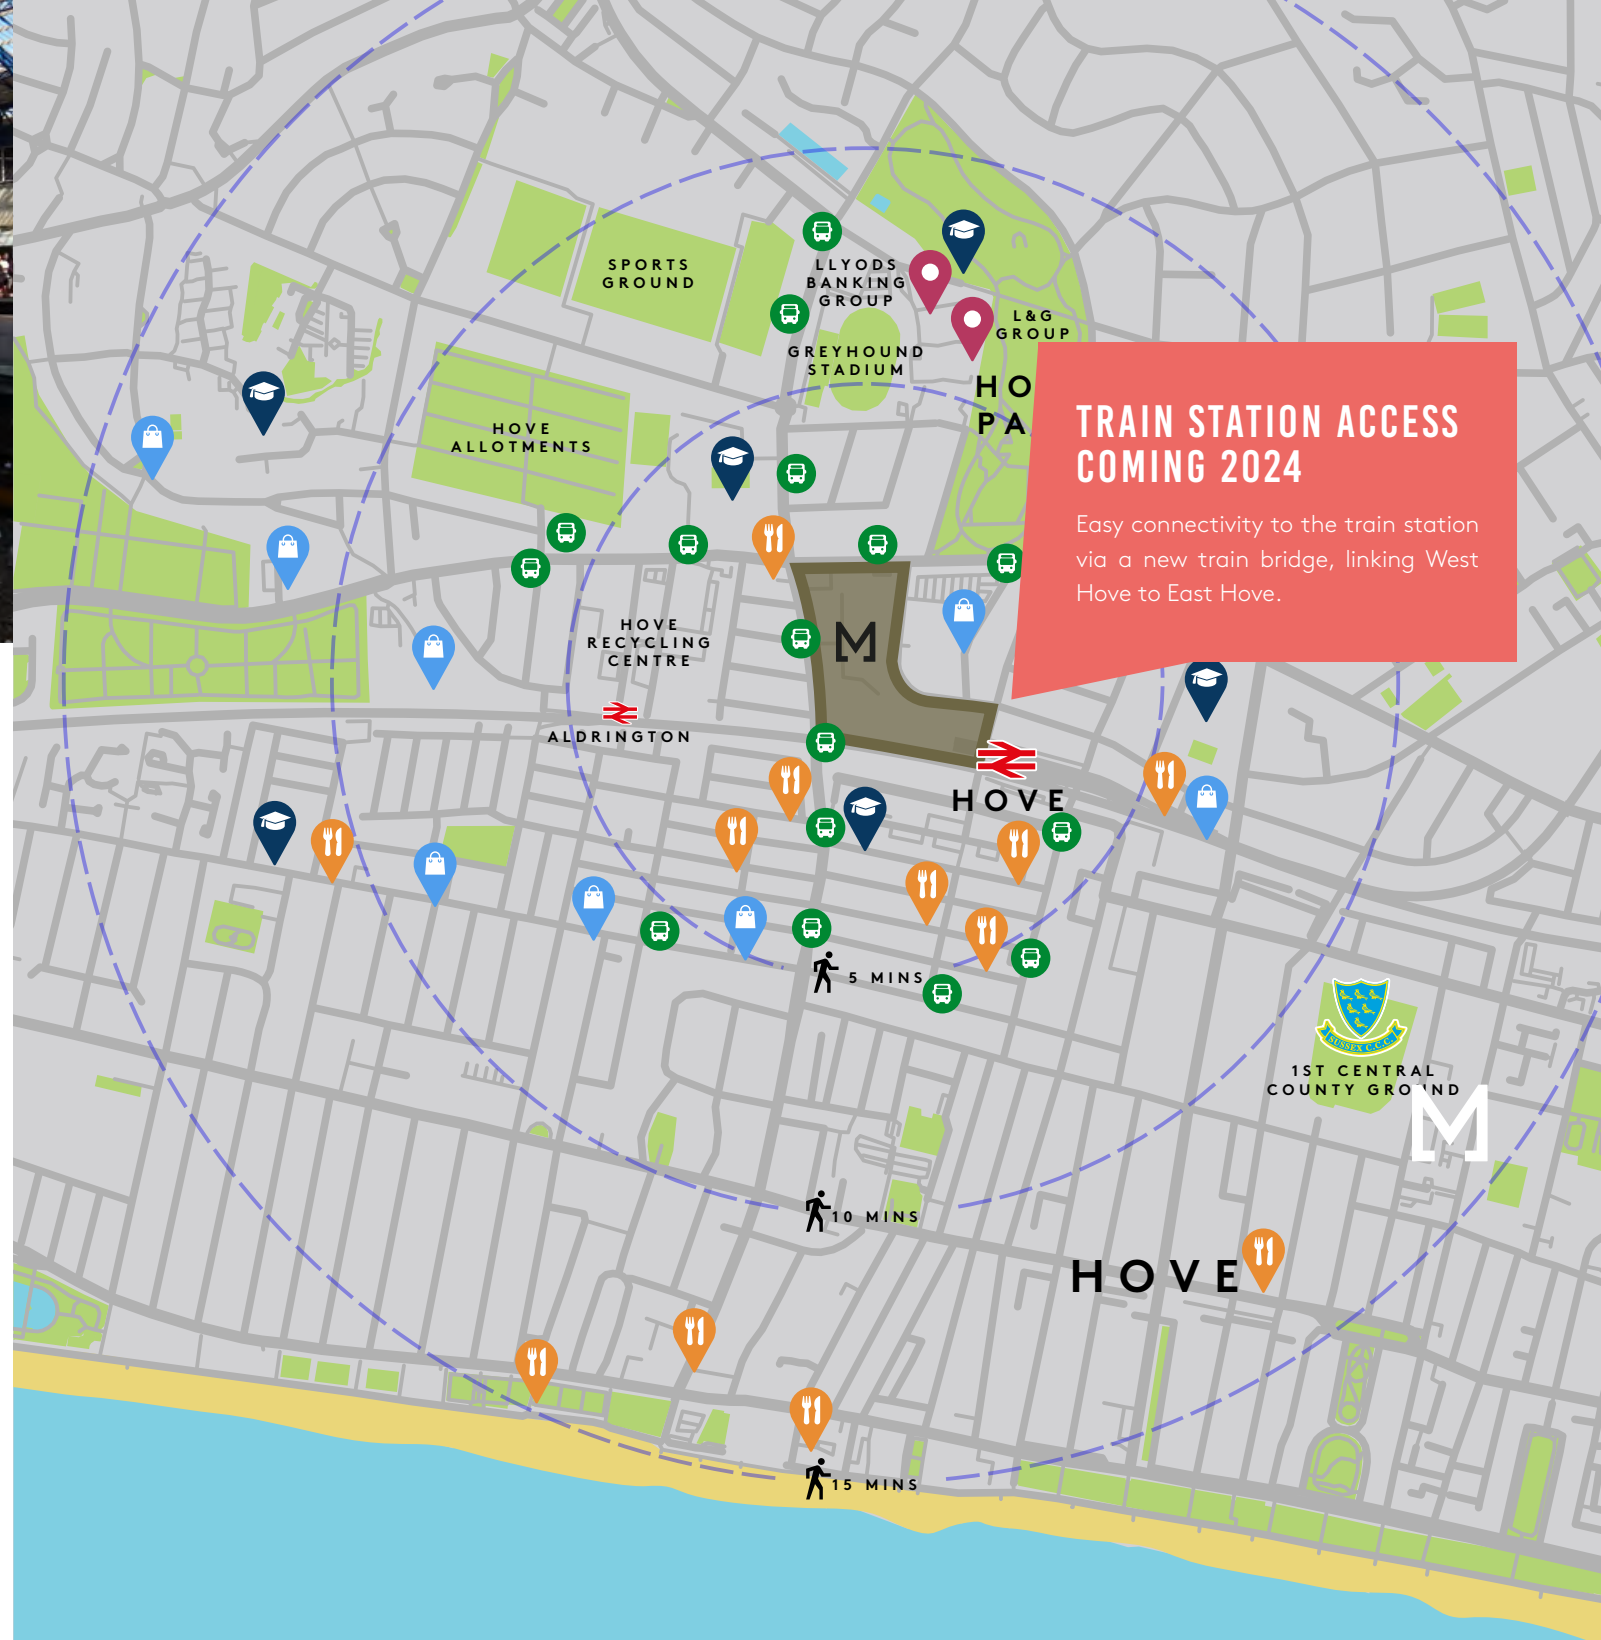 SPORTS
GROUND
LLYODS
BANKING
GROUP
L&G
GROUP
GREYHOUND
STADIUM
HO
PA
TRAIN STATION ACCESS
COMING 2024
Easy connectivity to the train station
via a new train bridge, linking West
Hove to East Hove.
HOVE
ALLOTMENTS
HOVE
RECYCLING
CENTRE
M
ALDRINGTON
HOVE
5 MINS
SUSSEX C.C.C.
1ST CENTRAL
COUNTY GROUND
M
10 MINS
HOVE
15 MINS